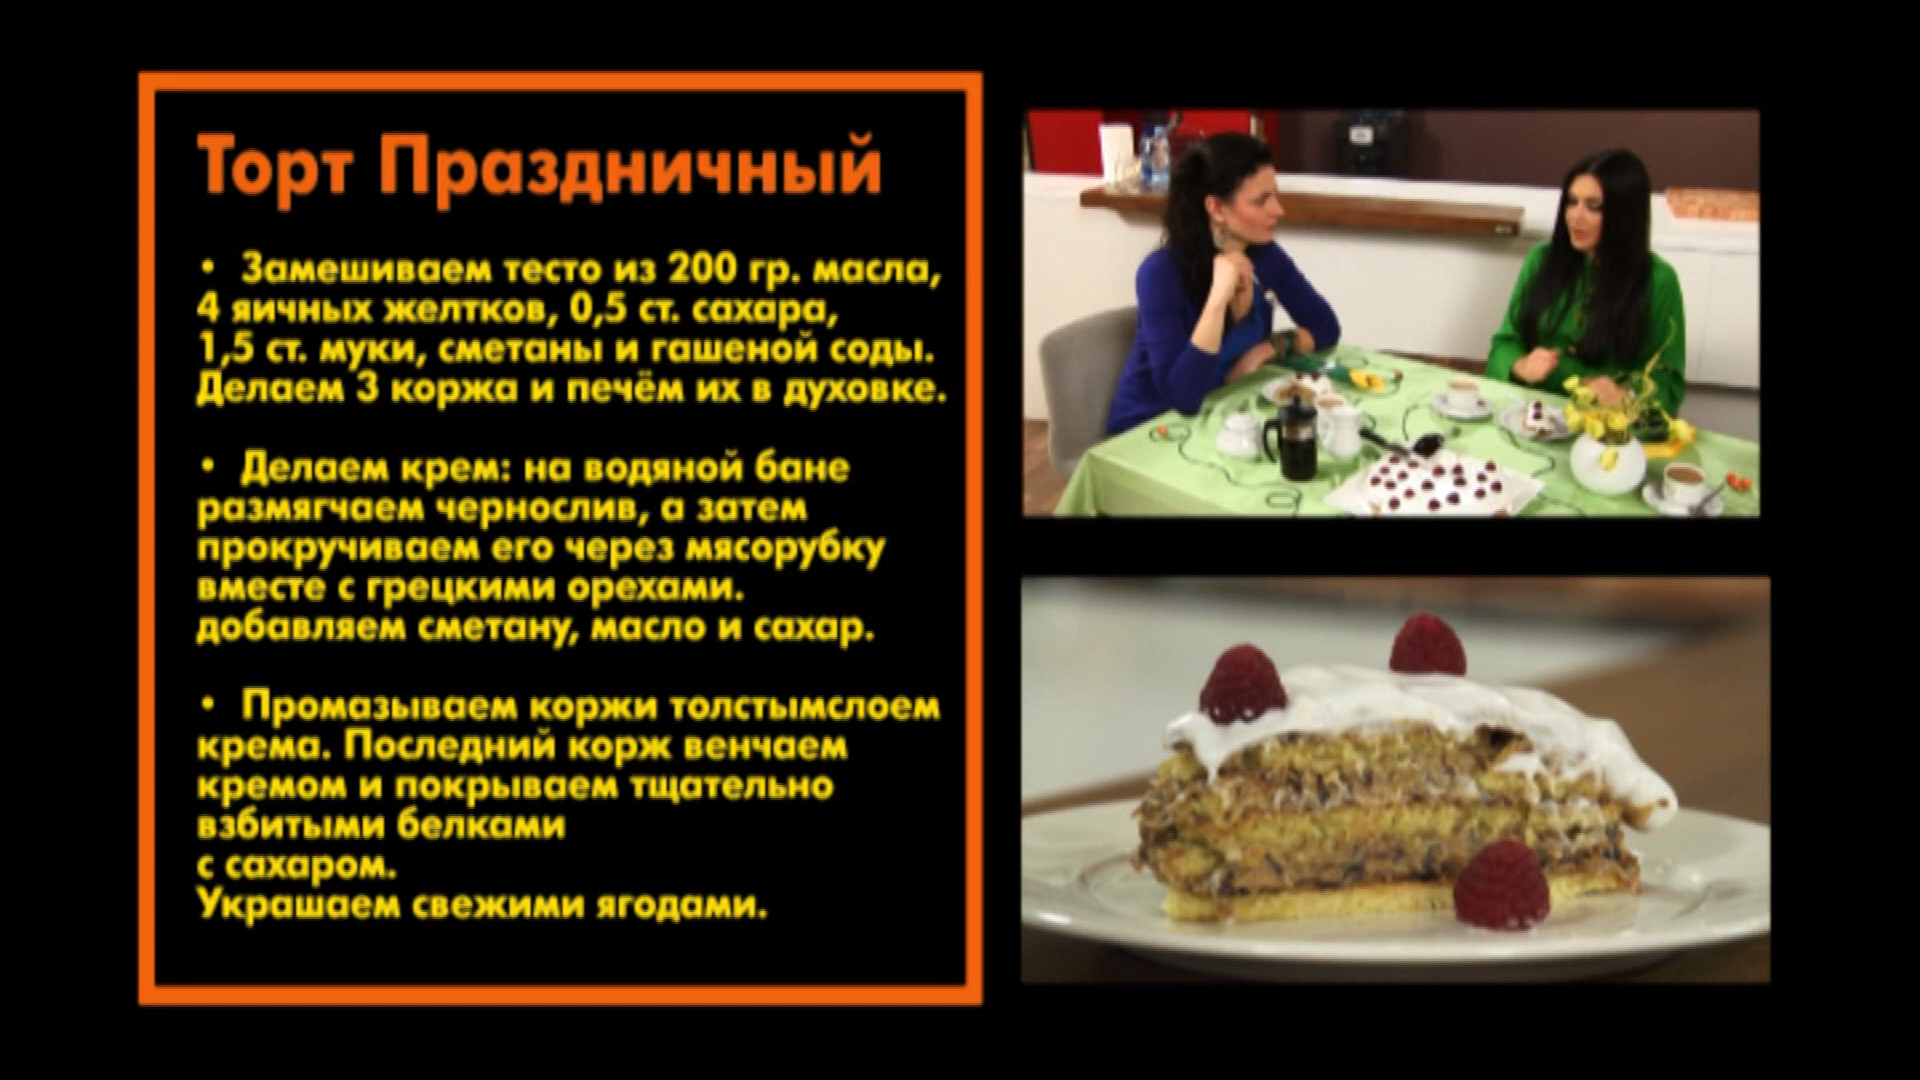 Торт Праздничный
• Замешиваем тесто из 200 гр. масла,
4 яичных желтков, 0,5 ст. сахара,
1,5 ст. муки, сметаны и гашеной соды.
Делаем 3 коржа и печём их в духовке.
• Делаем крем: на водяной бане
размягчаем чернослив, а затем
прокручиваем его через мясорубку
вместе с грецкими орехами.
добавляем сметану, масло и сахар.
• Промазываем коржи толстымслоем
крема. Последний корж венчаем
кремом и покрываем тщательно
взбитыми белками
с сахаром.
Украшаем свежими ягодами.